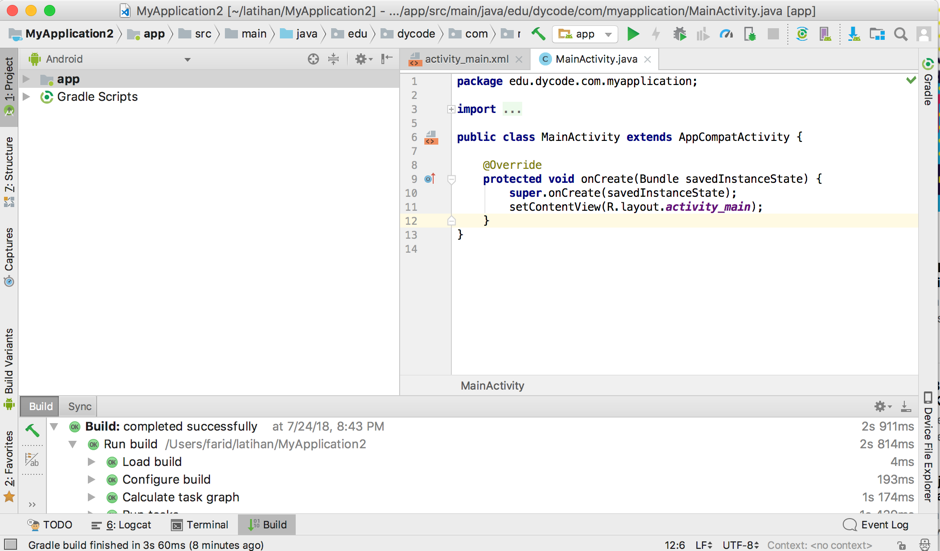 MyApplication2 [~/latihan/MyApplication2] - .../app/src/main/java/edu/dycode/com/myapplication/MainActivity.java [app]
MyApplication2 app src main java edu dycode com app
1: Project
Z: Structure
Captures
Build Variants
2: Favorites
Android
app
Gradle Scripts
activity_main.xml MainActivity.java
1 package edu.dycode.com.myapplication;
2
3 import ...
5
6 public class MainActivity extends AppCompatActivity {
7
8 @Override
9 protected void onCreate(Bundle savedInstanceState) {
10 super.onCreate(savedInstanceState);
11 setContentView(R.layout.activity_main);
12 }
13 }
14
MainActivity
Gradle
Device File Explorer
Build Sync
Build: completed successfully at 7/24/18, 8:43 PM 2s 911ms
Run build /Users/farid/latihan/MyApplication2 2s 814ms
Load build 4ms
Configure build 193ms
Calculate task graph 1s 174ms
TODO 6: Logcat Terminal Build Event Log
Gradle build finished in 3s 60ms (8 minutes ago) 12:6 LF UTF-8 Context: <no context>